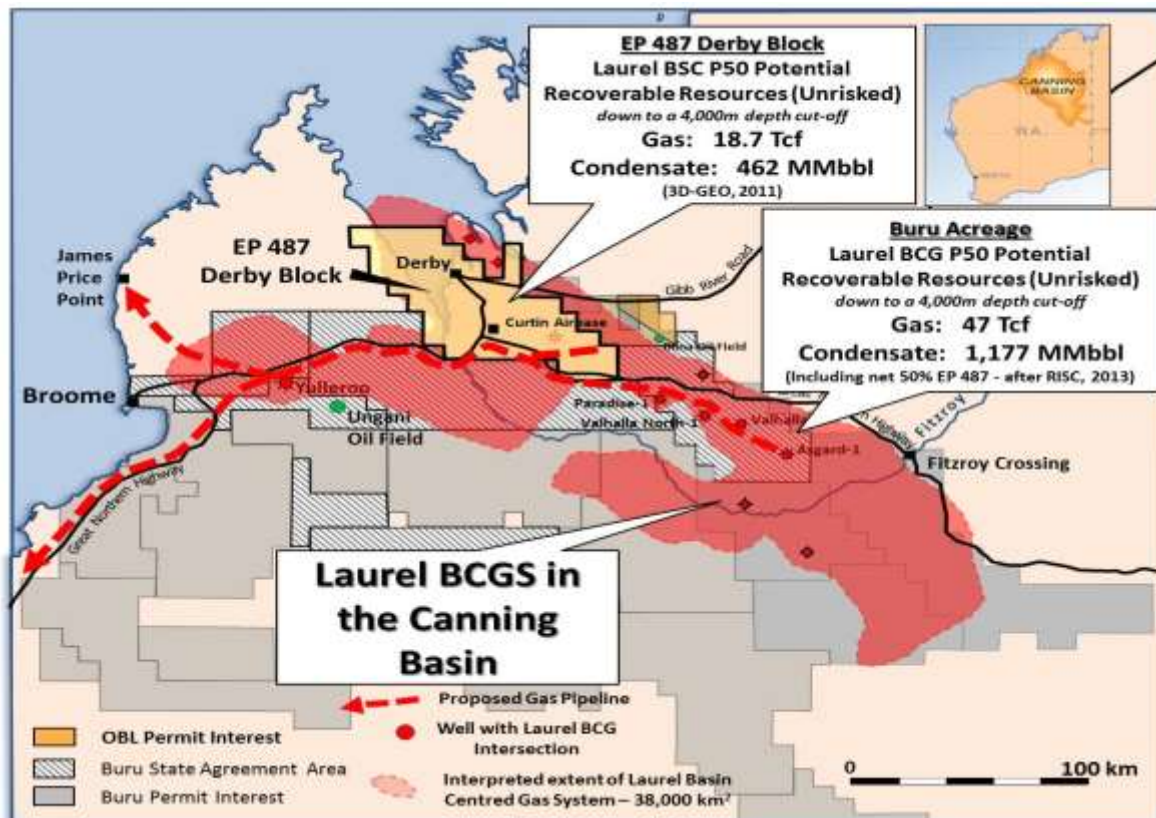 EP 487 Derby Block
Laurel BSC P50 Potential
Recoverable Resources (Unrisked)
down to a 4,000m depth cut-off
Gas: 18.7 Tcf
Condensate: 462 MMbbl
(3D-GEO, 2011)
CANNING
BASIN
Buru Acreage
Laurel BCG P50 Potential
Recoverable Resources (Unrisked)
down to a 4,000m depth cut-off
Gas: 47 Tcf
Condensate: 1,177 MMbbl
(Including net 50% EP 487 - after RISC, 2013)
EP 487
Derby Block
Derby
Gibb River Road
James
Price
Point
Curtin Airbase
Broome
Yulleroo
Ungani
Oil Field
Paradise-1
Valhalla North-1
Valhalla
Asgard-1
Highway
Fitzroy
Fitzroy Crossing
Great Northern Highway
Laurel BCGS in
the Canning
Basin
Proposed Gas Pipeline
Well with Laurel BCG
Intersection
Interpreted extent of Laurel Basin
Centred Gas System – 38,000 km²
OBL Permit Interest
Buru State Agreement Area
Buru Permit Interest
0
100 km